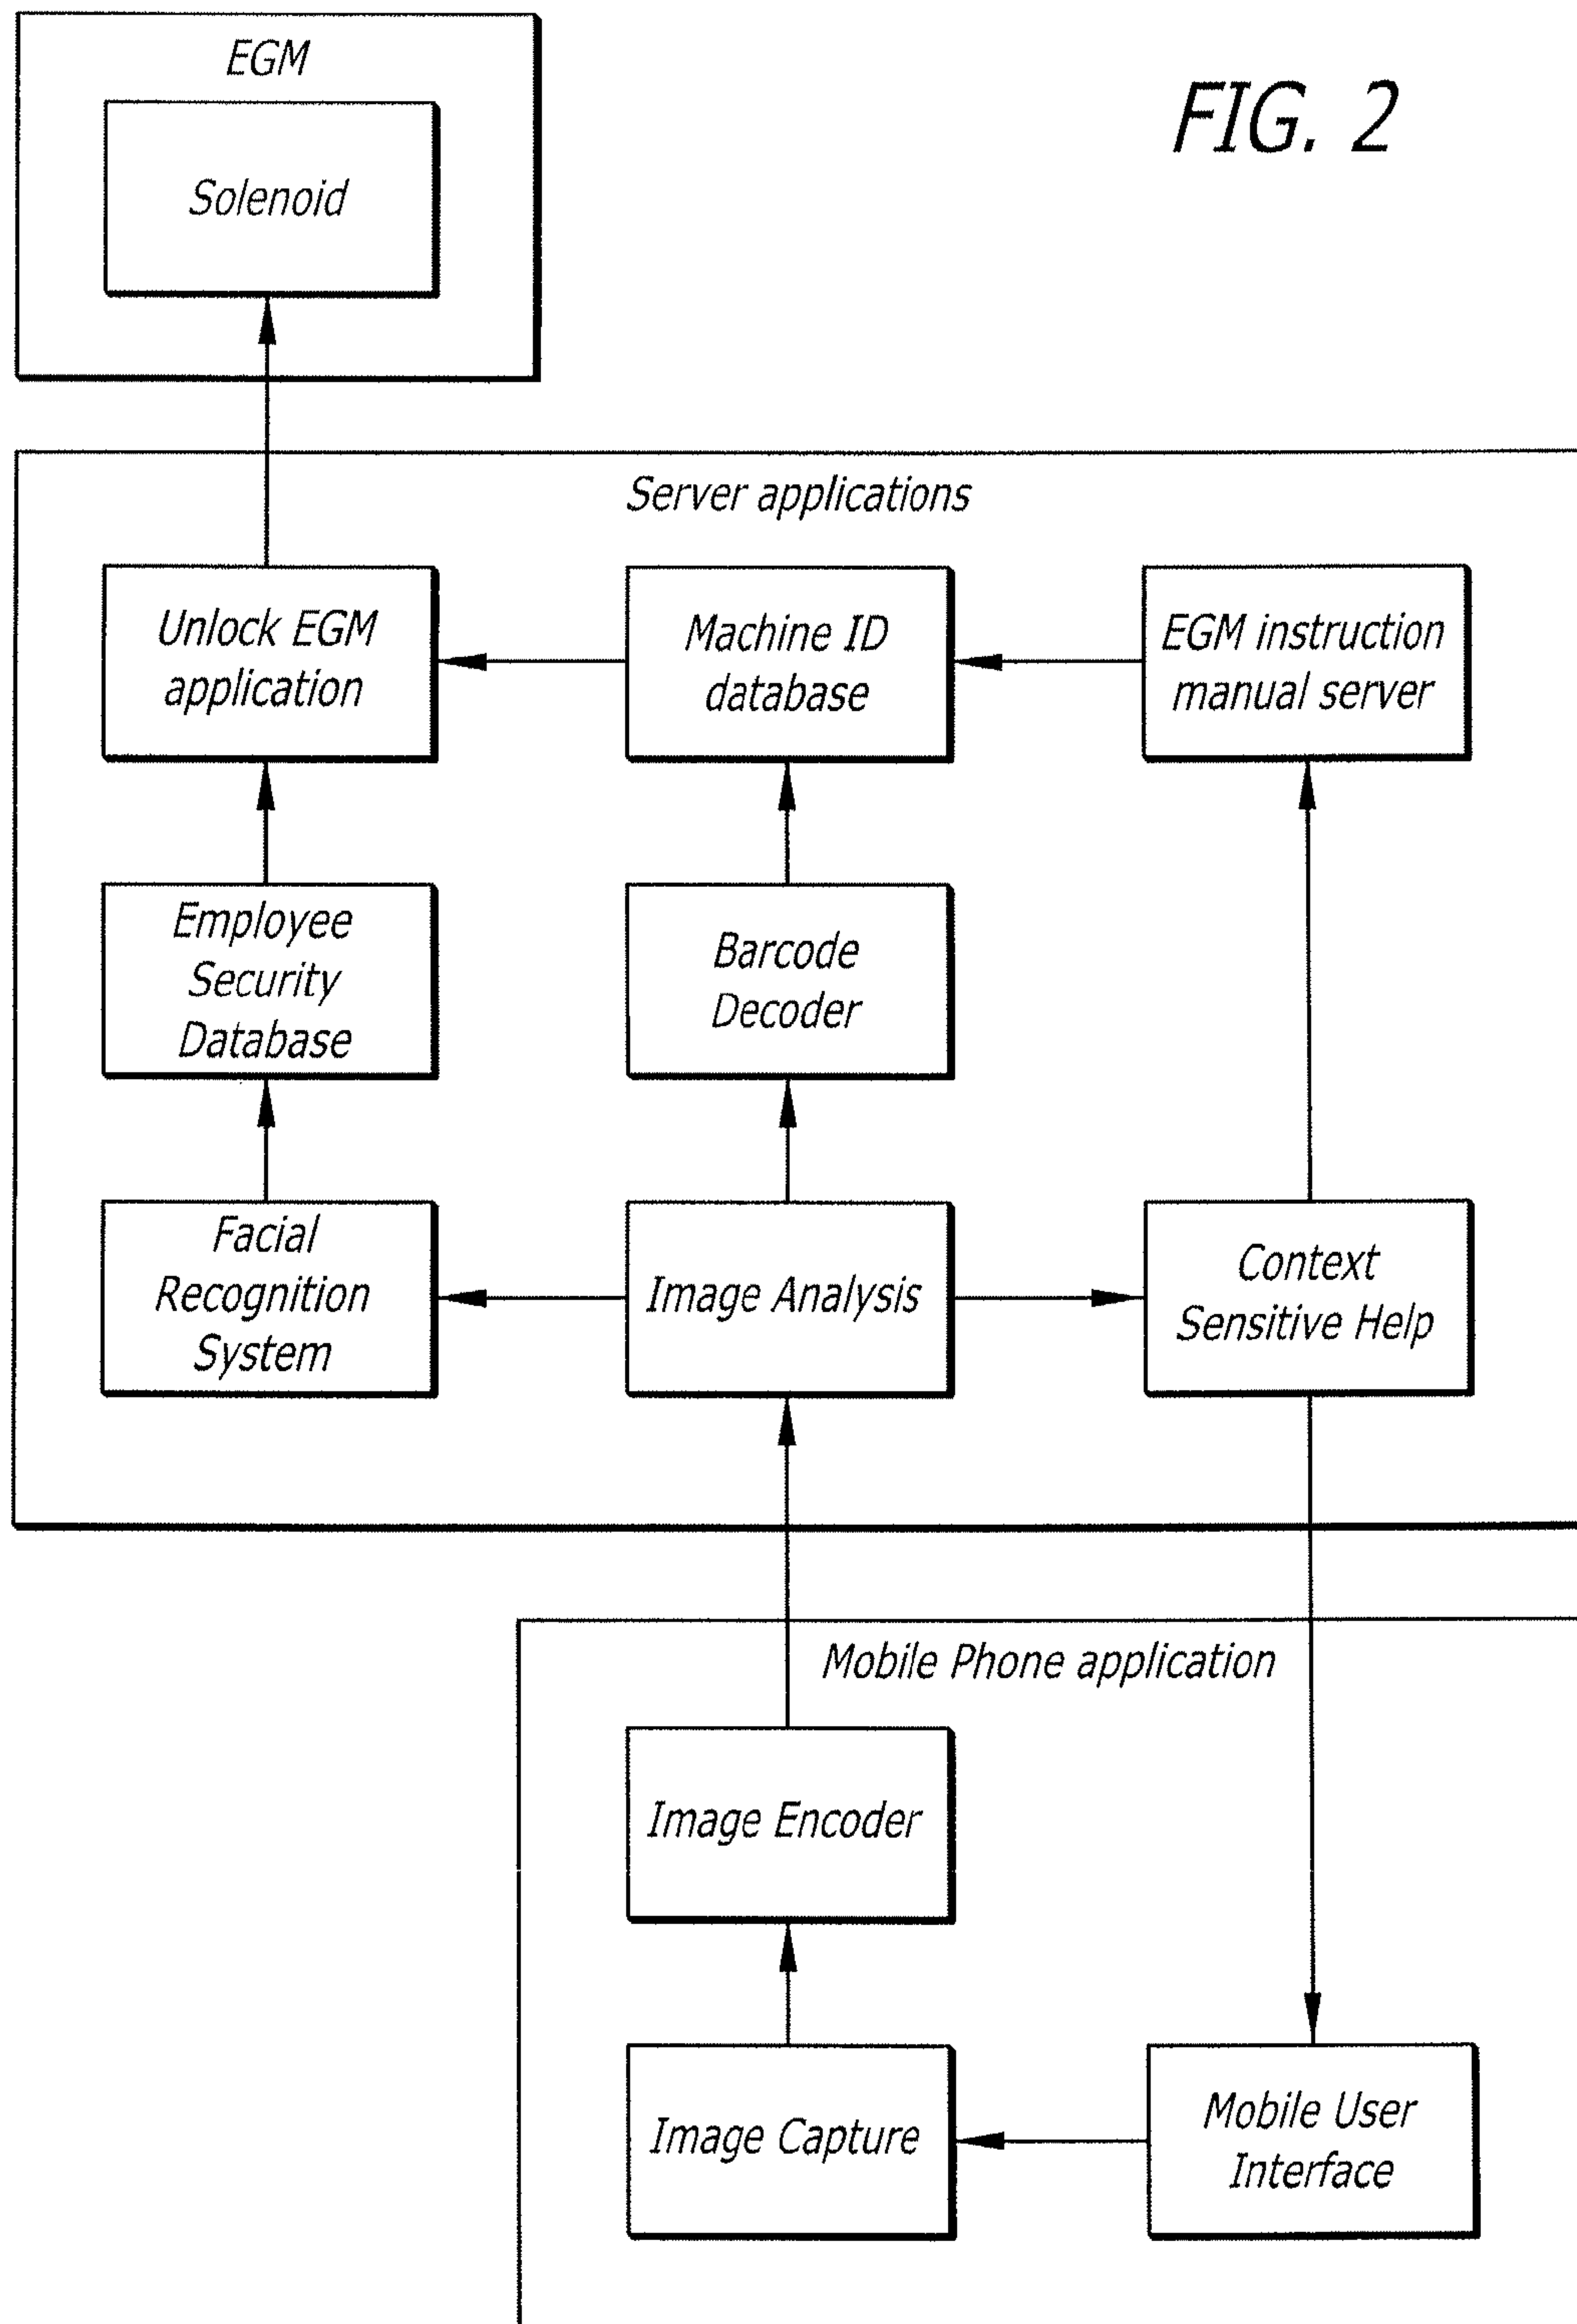 EGM
FIG. 2
Solenoid
Server applications
Unlock EGM
application
Machine ID
database
EGM instruction
manual server
Employee
Security
Database
Barcode
Decoder
Facial
Recognition
System
Image Analysis
Context
Sensitive Help
Mobile Phone application
Image Encoder
Image Capture
Mobile User
Interface